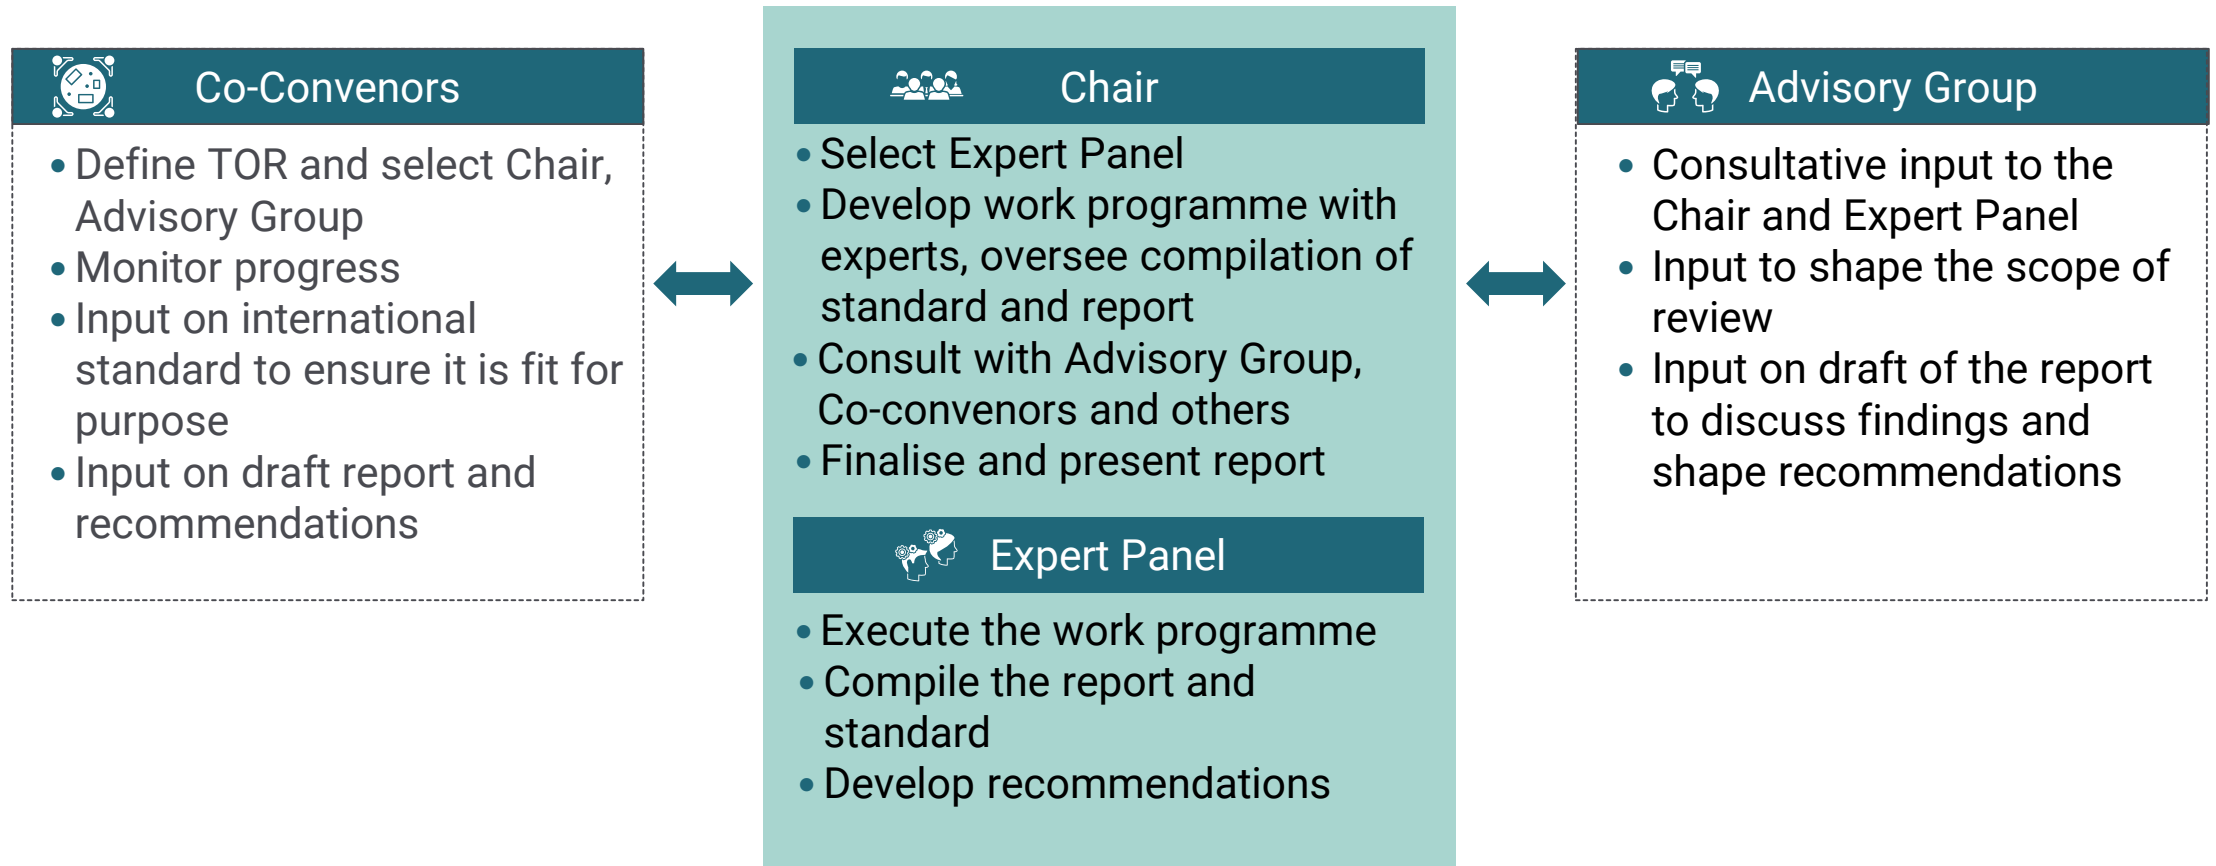 Co-Convenors
• Define TOR and select Chair,
Advisory Group
• Monitor progress
• Input on international
standard to ensure it is fit for
purpose
• Input on draft report and
recommendations
Chair
• Select Expert Panel
• Develop work programme with
experts, oversee compilation of
standard and report
• Consult with Advisory Group,
Co-convenors and others
• Finalise and present report
Expert Panel
• Execute the work programme
• Compile the report and
standard
• Develop recommendations
Advisory Group
• Consultative input to the
Chair and Expert Panel
• Input to shape the scope of
review
• Input on draft of the report
to discuss findings and
shape recommendations